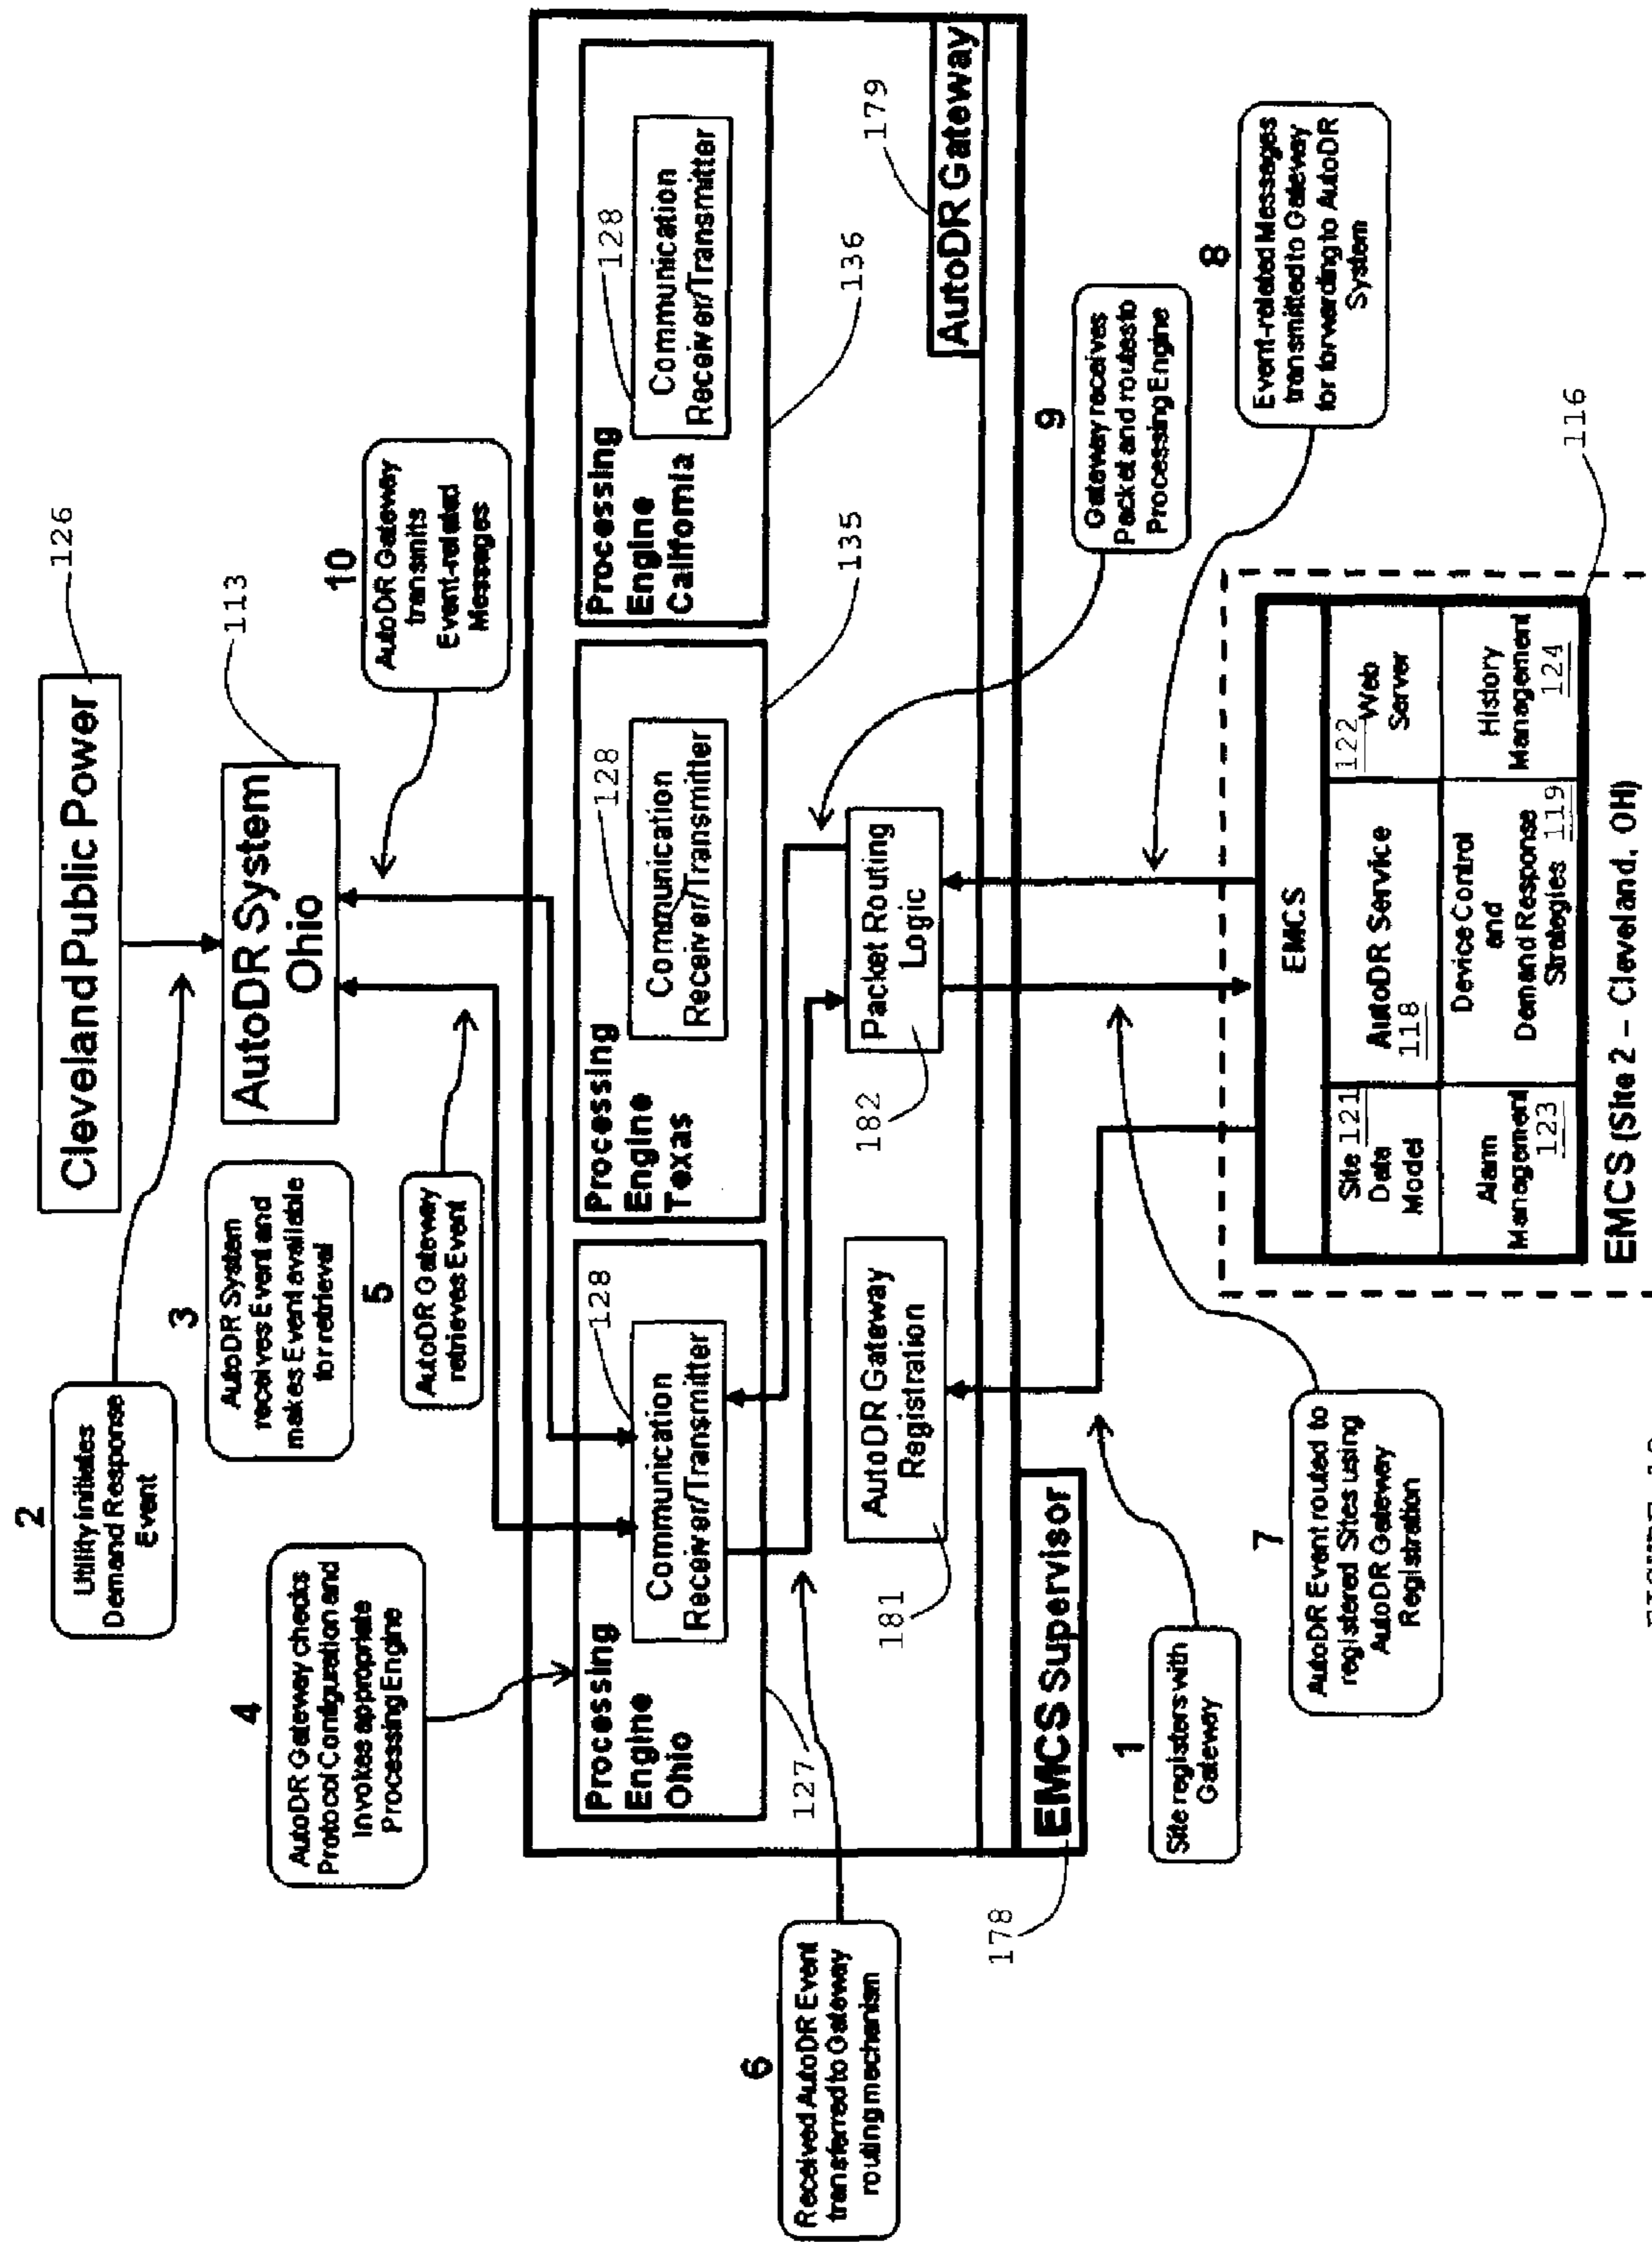 Cleveland Public Power
126
2
Utility initiates
Demand Response
Event
3
AutoDR System
receives Event and
makes Event available
for retrieval
AutoDR System
Ohio
113
4
AutoDR Gateway checks
Protocol Configuration and
Invokes appropriate
Processing Engine
5
AutoDR Gateway
retrieves Event
10
AutoDR Gateway
transmits
Event-related
Messages
Processing
Engine
Ohio
128
Communication
Receiver/Transmitter
127
Processing
Engine
Texas
128
Communication
Receiver/Transmitter
135
Processing
Engine
California
128
Communication
Receiver/Transmitter
136
6
Received AutoDR Event
transferred to Gateway
routing mechanism
181
AutoDR Gateway
Registration
182
Packet Routing
Logic
AutoDR Gateway
179
EMCS Supervisor
178
9
Gateway receives
Packet and routes to
Processing Engine
1
Site registers with
Gateway
7
AutoDR Event routed to
registered Sites using
AutoDR Gateway
Registration
8
Event-related Messages
transmitted to Gateway
for forwarding to AutoDR
System
EMCS
Site 121
Data
Model
AutoDR Service
118
122 Web
Server
Alarm
Management
123
Device Control
and
Demand Response
Strategies 119
History
Management
124
116
EMCS (Site 2 – Cleveland, OH)